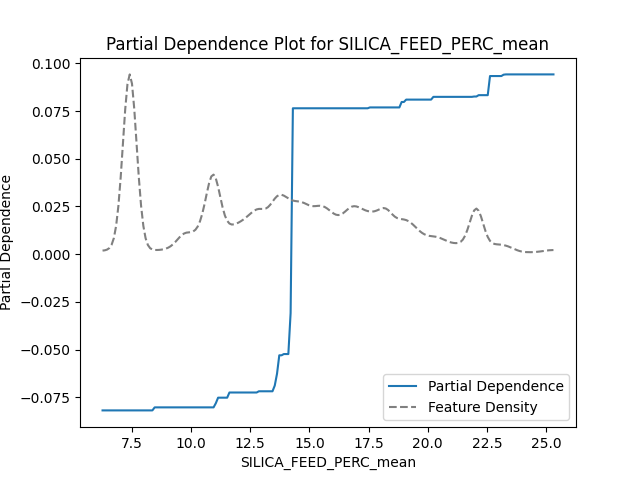 Partial Dependence Plot for SILICA_FEED_PERC_mean
0.100
0.075
0.050
0.025
0.000
−0.025
−0.050
−0.075
Partial Dependence
Partial Dependence
Feature Density
7.5 10.0 12.5 15.0 17.5 20.0 22.5 25.0
SILICA_FEED_PERC_mean